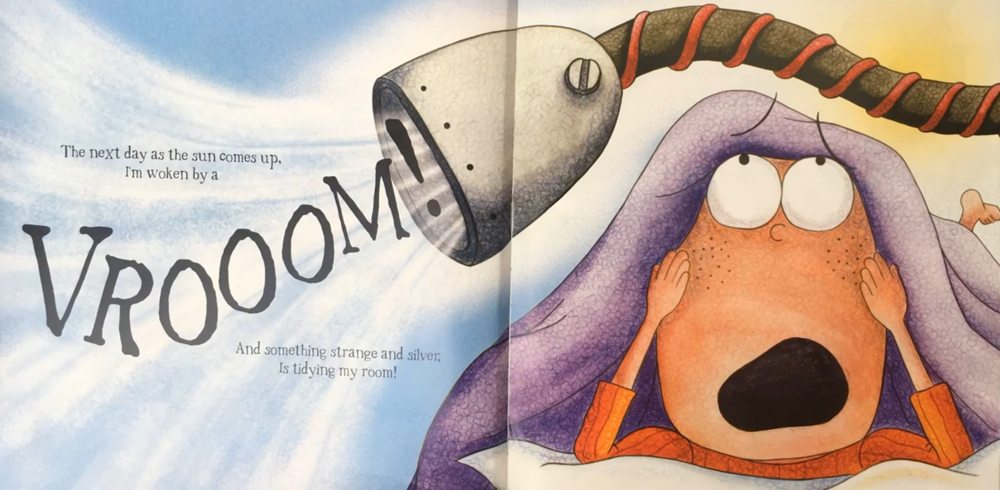 The next day as the sun comes up,
I'm woken by a
VROOOM!
And something strange and silver,
Is tidying my room!